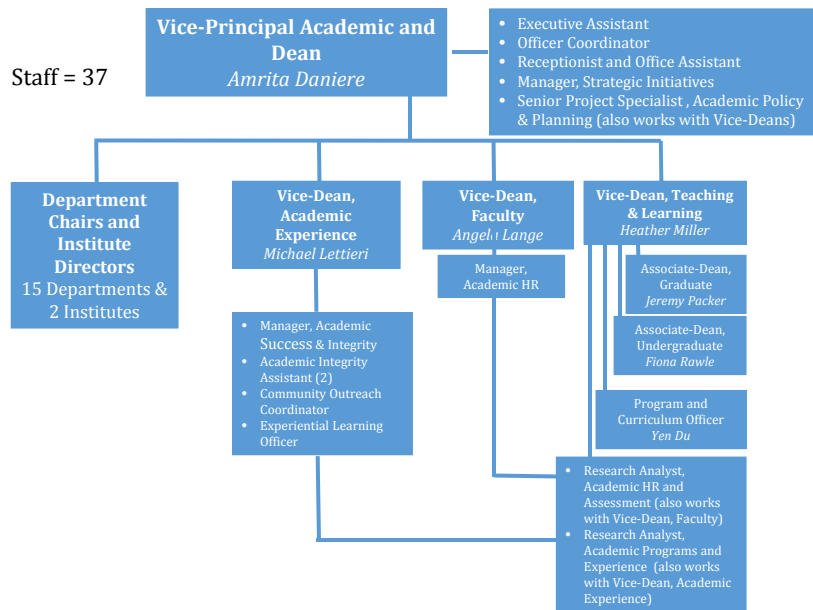 Vice-Principal Academic and
Dean
Amrita Daniere
Staff = 37
• Executive Assistant
• Officer Coordinator
• Receptionist and Office Assistant
• Manager, Strategic Initiatives
• Senior Project Specialist , Academic Policy
& Planning (also works with Vice-Deans)
Department
Chairs and
Institute
Directors
15 Departments &
2 Institutes
Vice-Dean,
Academic
Experience
Michael Lettieri
Vice-Dean,
Faculty
Angela Lange
Vice-Dean, Teaching
& Learning
Heather Miller
Manager,
Academic HR
Associate-Dean,
Graduate
Jeremy Packer
Associate-Dean,
Undergraduate
Fiona Rawle
• Manager, Academic
Success & Integrity
• Academic Integrity
Assistant (2)
• Community Outreach
Coordinator
• Experiential Learning
Officer
Program and
Curriculum Officer
Yen Du
• Research Analyst,
Academic HR and
Assessment (also works
with Vice-Dean, Faculty)
• Research Analyst,
Academic Programs and
Experience (also works
with Vice-Dean, Academic
Experience)